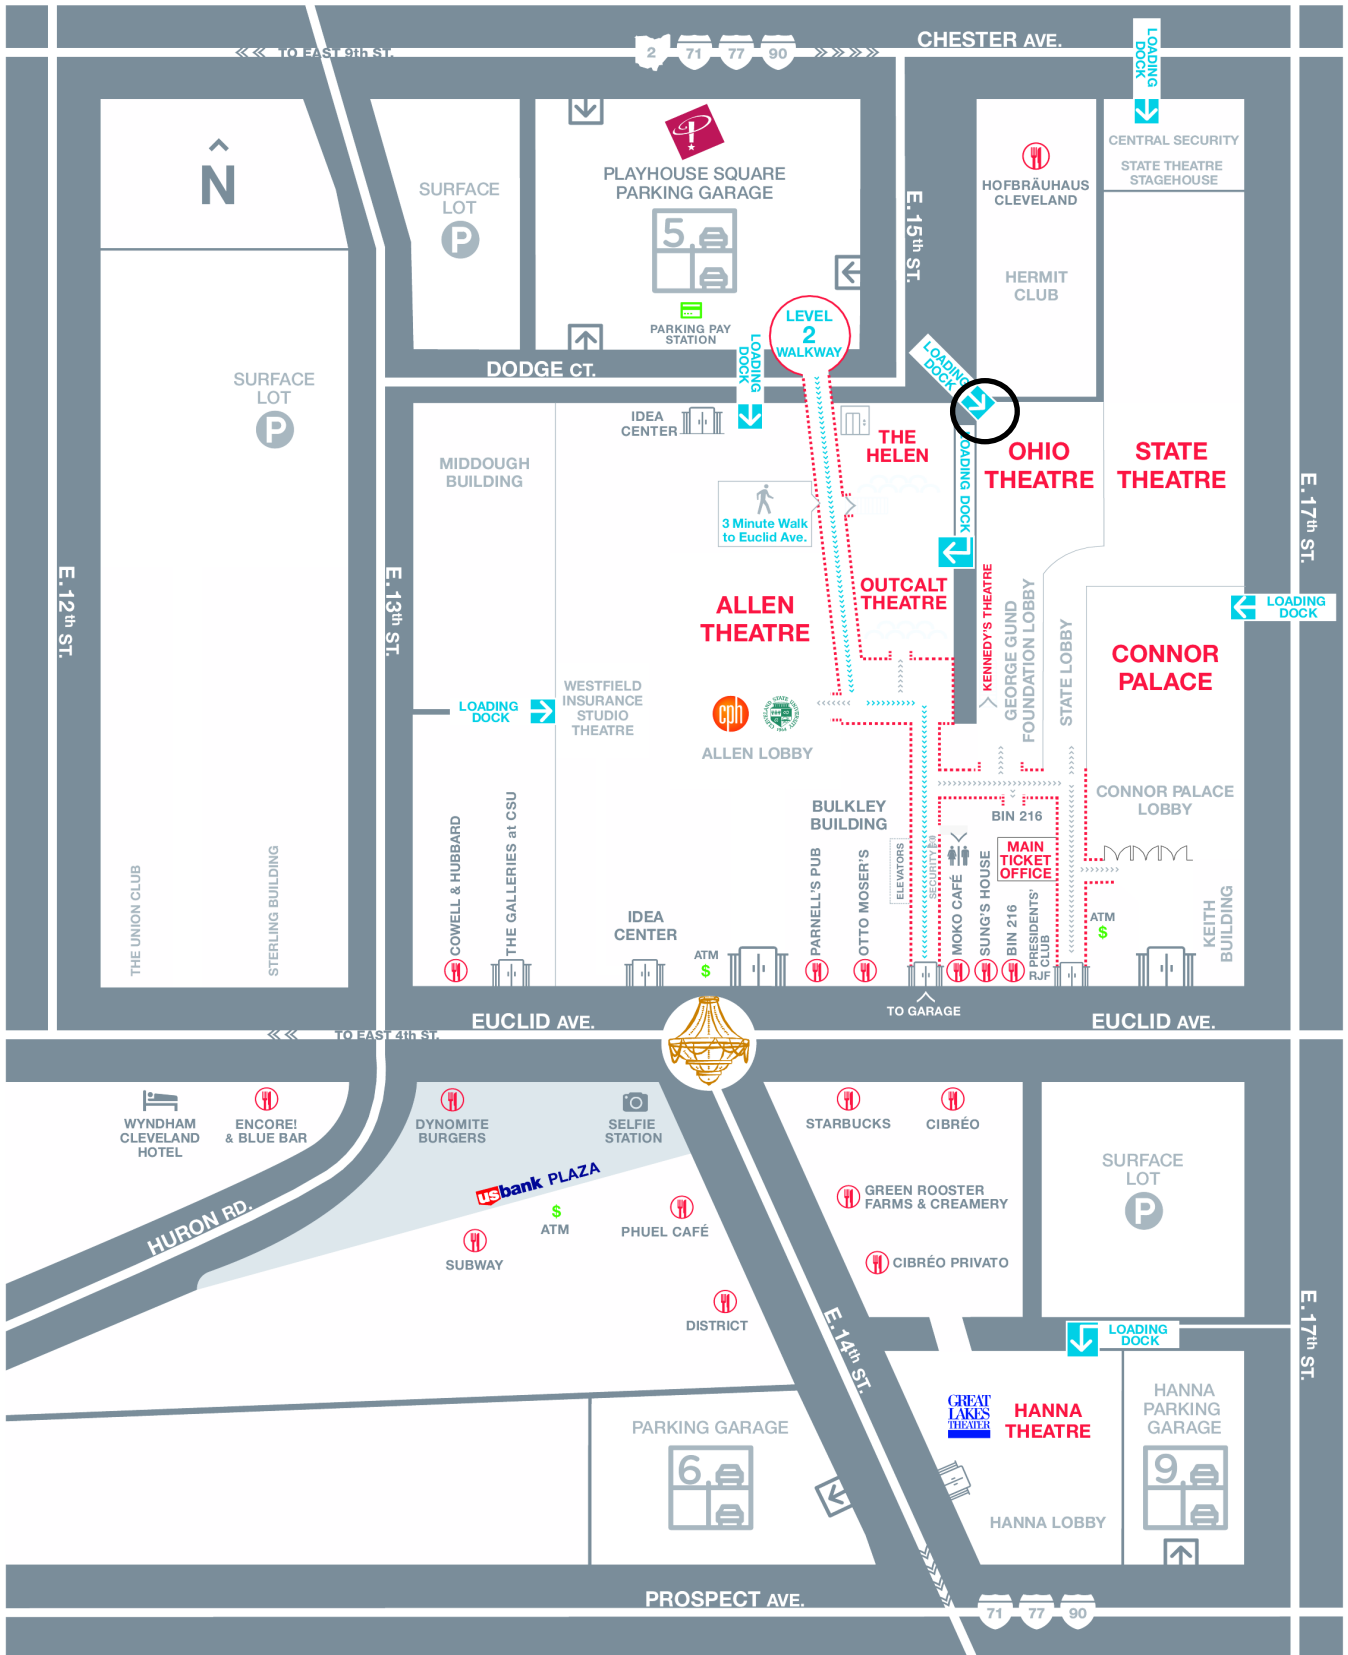 CHESTER AVE.
TO EAST 9th ST.
2
71
77
90
LOADING
DOCK
N
SURFACE
LOT
P
PLAYHOUSE SQUARE
PARKING GARAGE
5
PARKING PAY
STATION
E. 15th ST.
HOFBRÄUHAUS
CLEVELAND
HERMIT
CLUB
CENTRAL SECURITY
STATE THEATRE
STAGEHOUSE
LEVEL
2
WALKWAY
LOADING
DOCK
LOADING
DOCK
DODGE CT.
SURFACE
LOT
P
IDEA
CENTER
THE
HELEN
OHIO
THEATRE
STATE
THEATRE
MIDDOUGH
BUILDING
LOADING DOCK
3 Minute Walk
to Euclid Ave.
E. 12th ST.
E. 13th ST.
E. 17th ST.
OUTCALT
THEATRE
ALLEN
THEATRE
KENNEDY'S THEATRE
GEORGE GUND
FOUNDATION LOBBY
STATE LOBBY
LOADING
DOCK
CONNOR
PALACE
WESTFIELD
INSURANCE
STUDIO
THEATRE
LOADING
DOCK
cph
CLEVELAND STATE UNIVERSITY
1964
ALLEN LOBBY
CONNOR PALACE
LOBBY
BULKLEY
BUILDING
BIN 216
MAIN
TICKET
OFFICE
THE UNION CLUB
STERLING BUILDING
COWELL & HUBBARD
THE GALLERIES at CSU
IDEA
CENTER
ATM
$
PARNELL'S PUB
OTTO MOSER'S
ELEVATORS
SECURITY
MOKO CAFÉ
SUNG'S HOUSE
BIN 216
PRESIDENTS'
CLUB
RJF
ATM
$
KEITH
BUILDING
TO GARAGE
EUCLID AVE.
EUCLID AVE.
TO EAST 4th ST.
WYNDHAM
CLEVELAND
HOTEL
ENCORE!
& BLUE BAR
DYNOMITE
BURGERS
SELFIE
STATION
STARBUCKS
CIBRÉO
SURFACE
LOT
P
usbank PLAZA
$
ATM
GREEN ROOSTER
FARMS & CREAMERY
HURON RD.
SUBWAY
PHUEL CAFÉ
CIBRÉO PRIVATO
DISTRICT
E. 14th ST.
E. 17th ST.
LOADING
DOCK
GREAT
LAKES
THEATER
HANNA
THEATRE
HANNA
PARKING
GARAGE
9
PARKING GARAGE
6
HANNA LOBBY
PROSPECT AVE.
71
77
90